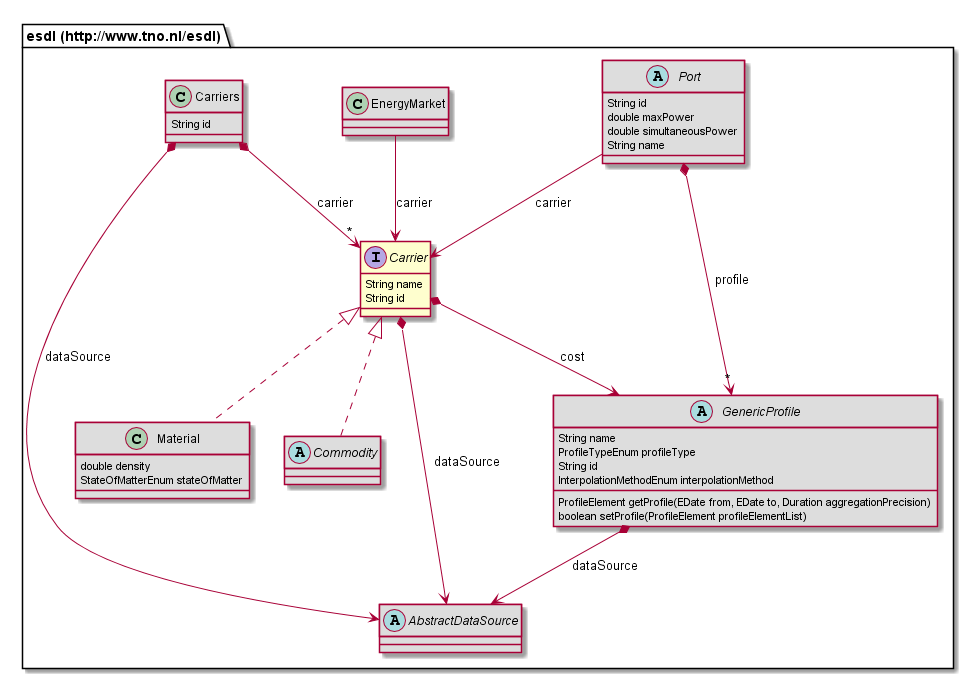 esdl (http://www.tno.nl/esdl)
C Carriers
String id
C EnergyMarket
A Port
String id
double maxPower
double simultaneousPower
String name
carrier
carrier
carrier
*
I Carrier
String name
String id
profile
dataSource
cost
*
C Material
double density
StateOfMatterEnum stateOfMatter
A Commodity
dataSource
A GenericProfile
String name
ProfileTypeEnum profileType
String id
InterpolationMethodEnum interpolationMethod
ProfileElement getProfile(EDate from, EDate to, Duration aggregationPrecision)
boolean setProfile(ProfileElement profileElementList)
dataSource
A AbstractDataSource